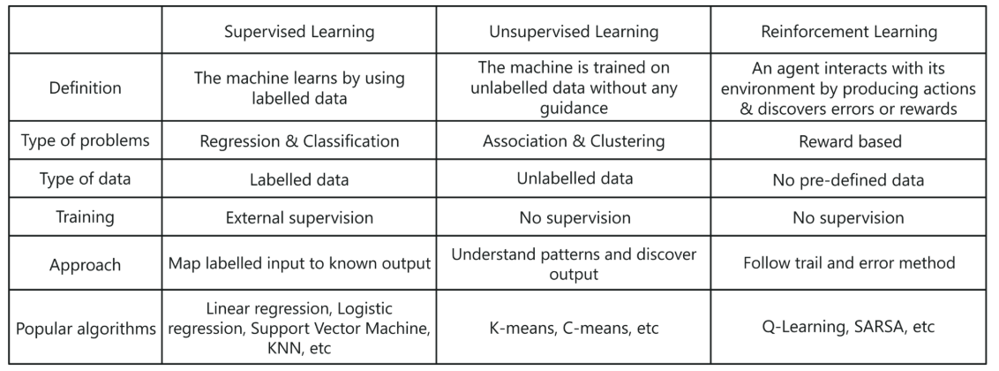 Supervised Learning
Unsupervised Learning
Reinforcement Learning
Definition
The machine learns by using
labelled data
The machine is trained on
unlabelled data without any
guidance
An agent interacts with its
environment by producing actions
& discovers errors or rewards
Type of problems
Regression & Classification
Association & Clustering
Reward based
Type of data
Labelled data
Unlabelled data
No pre-defined data
Training
External supervision
No supervision
No supervision
Approach
Map labelled input to known output
Understand patterns and discover
output
Follow trail and error method
Popular algorithms
Linear regression, Logistic
regression, Support Vector Machine,
KNN, etc
K-means, C-means, etc
Q-Learning, SARSA, etc